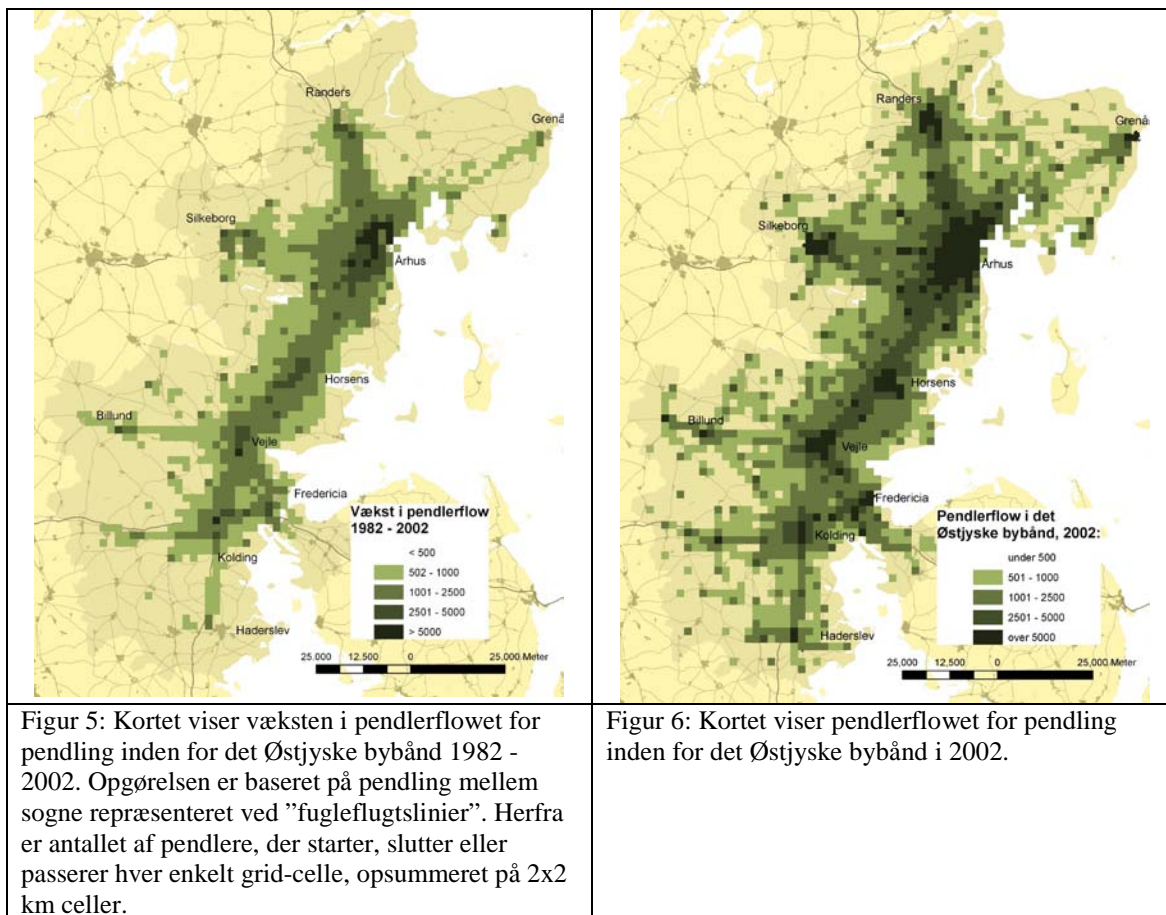 Randers
Grenå
Silkeborg
Århus
Horsens
Billund
Vejle
Fredericia
Vækst i pendlerflow
1982 - 2002
< 500
502 - 1000
1001 - 2500
2501 - 5000
> 5000
Kolding
Haderslev
25,000 12,500 0 25,000 Meter
Randers
Grenå
Silkeborg
Århus
Horsens
Billund
Vejle
Fredericia
Pendlerflow i det
Østjyske bybånd, 2002:
under 500
501 - 1000
1001 - 2500
2501 - 5000
over 5000
Kolding
Haderslev
25,000 12,500 0 25,000 Meter
Figur 5: Kortet viser væksten i pendlerflowet for
pendling inden for det Østjyske bybånd 1982 -
2002. Opgørelsen er baseret på pendling mellem
sogne repræsenteret ved ”fugleflugtslinier”. Herfra
er antallet af pendlere, der starter, slutter eller
passerer hver enkelt grid-celle, opsummeret på 2x2
km celler.
Figur 6: Kortet viser pendlerflowet for pendling
inden for det Østjyske bybånd i 2002.